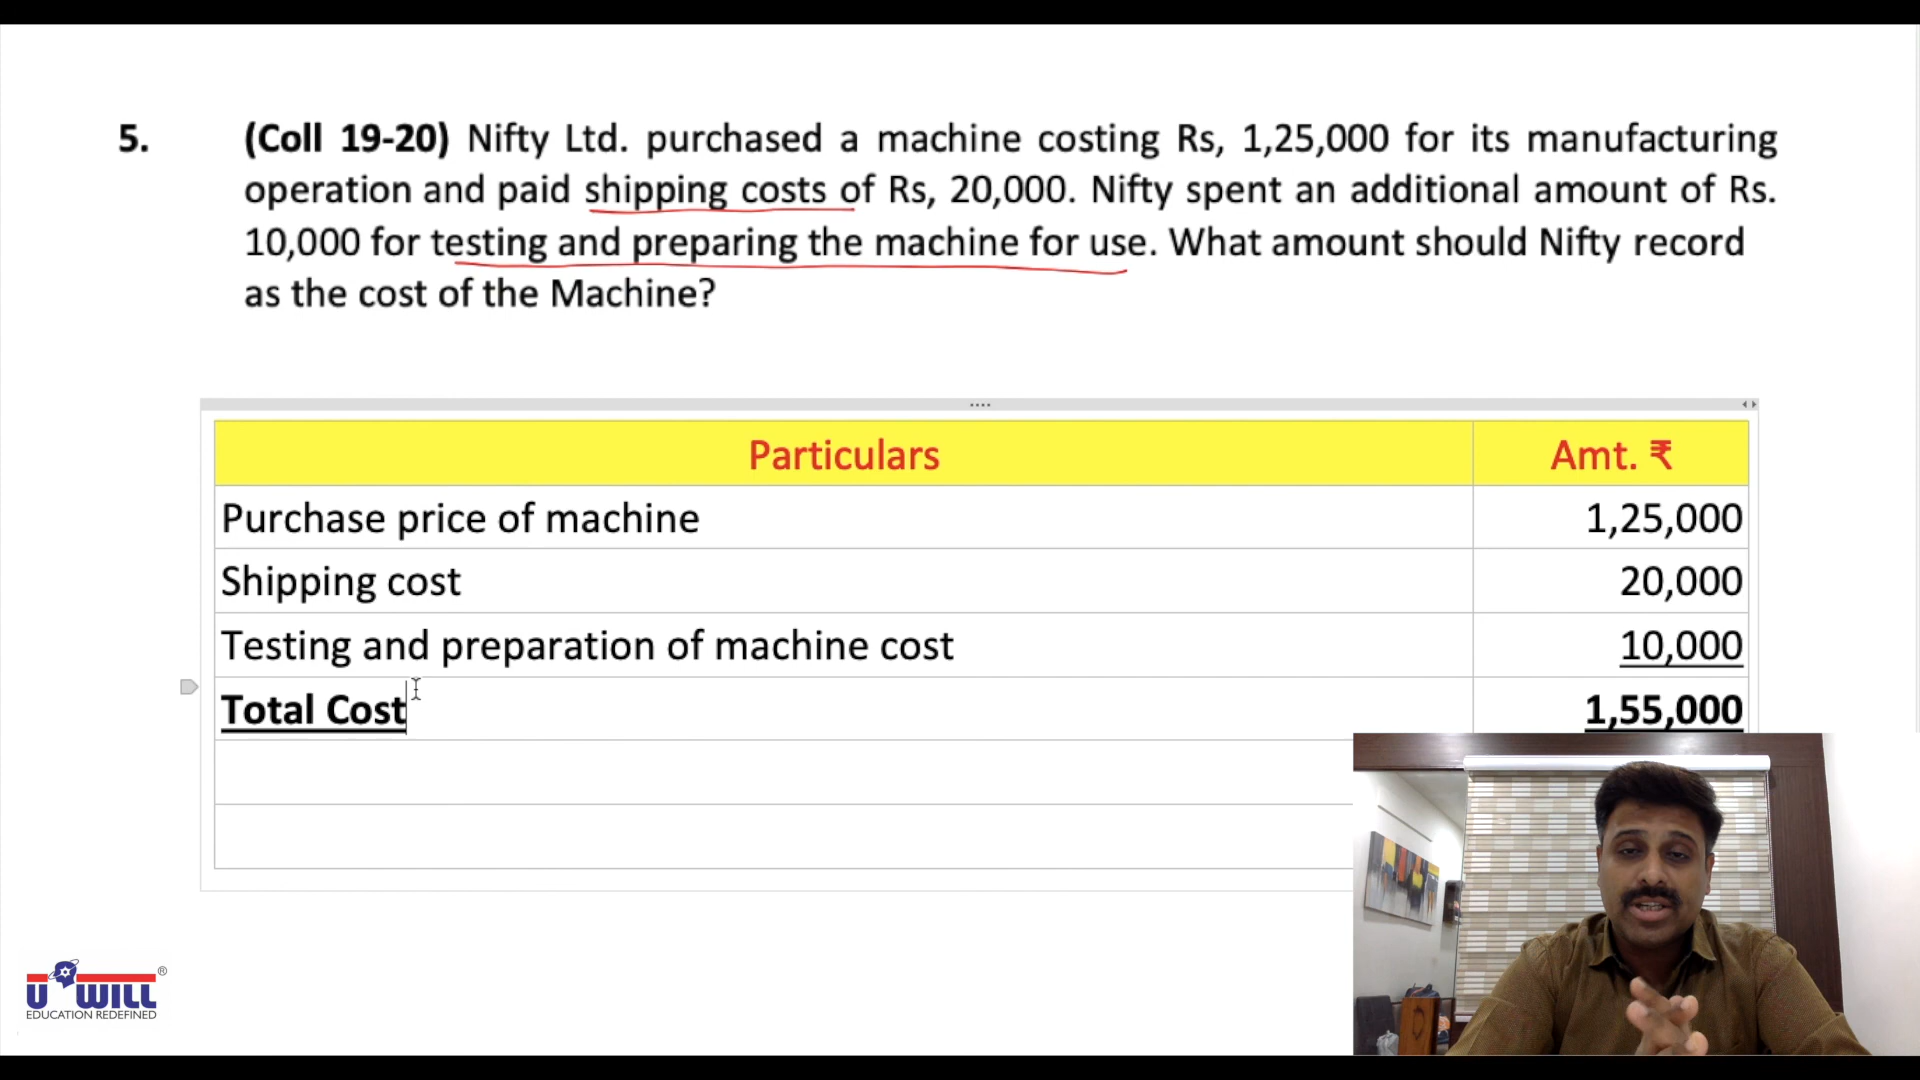 5. (Coll 19-20) Nifty Ltd. purchased a machine costing Rs, 1,25,000 for its manufacturing
operation and paid shipping costs of Rs, 20,000. Nifty spent an additional amount of Rs.
10,000 for testing and preparing the machine for use. What amount should Nifty record
as the cost of the Machine?
Particulars Amt. ₹
Purchase price of machine 1,25,000
Shipping cost 20,000
Testing and preparation of machine cost 10,000
Total Cost 1,55,000
U WILL ®
EDUCATION REDEFINED